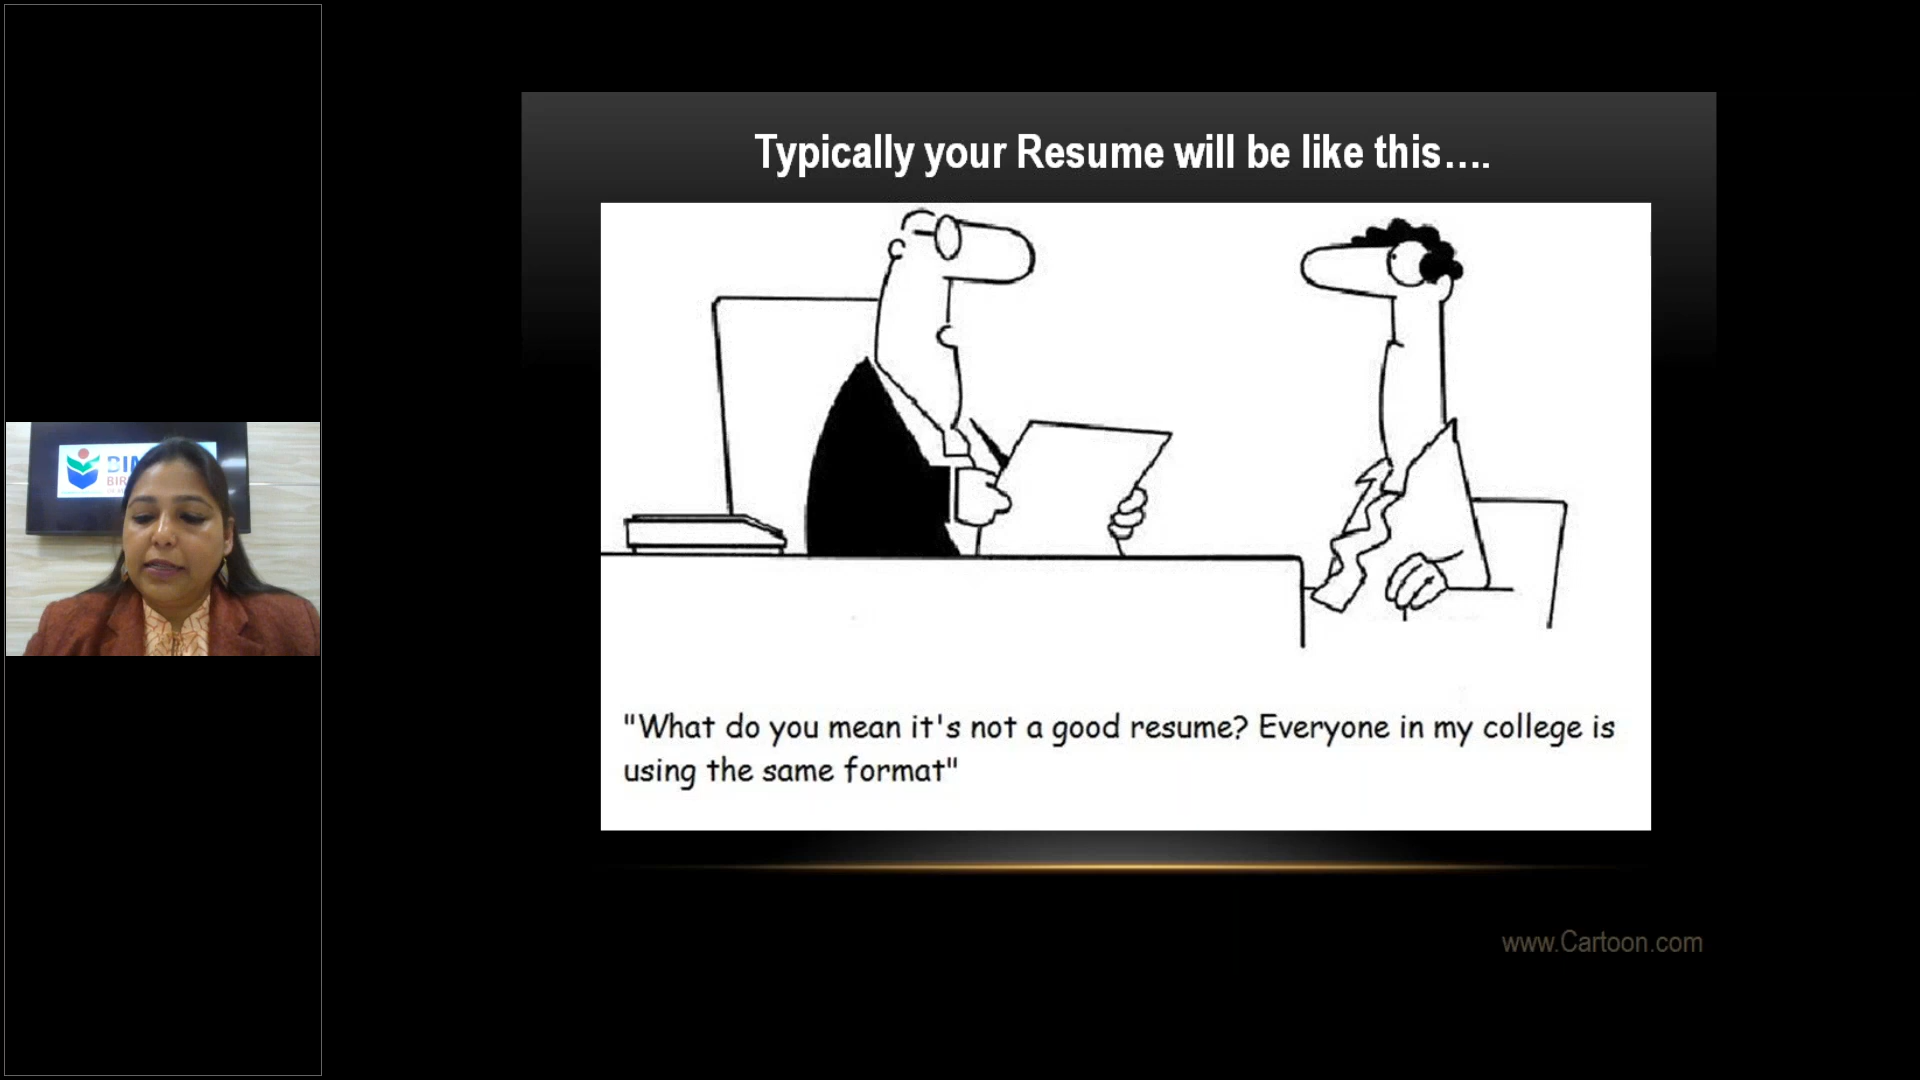 Typically your Resume will be like this....
"What do you mean it's not a good resume? Everyone in my college is
using the same format"
www.Cartoon.com